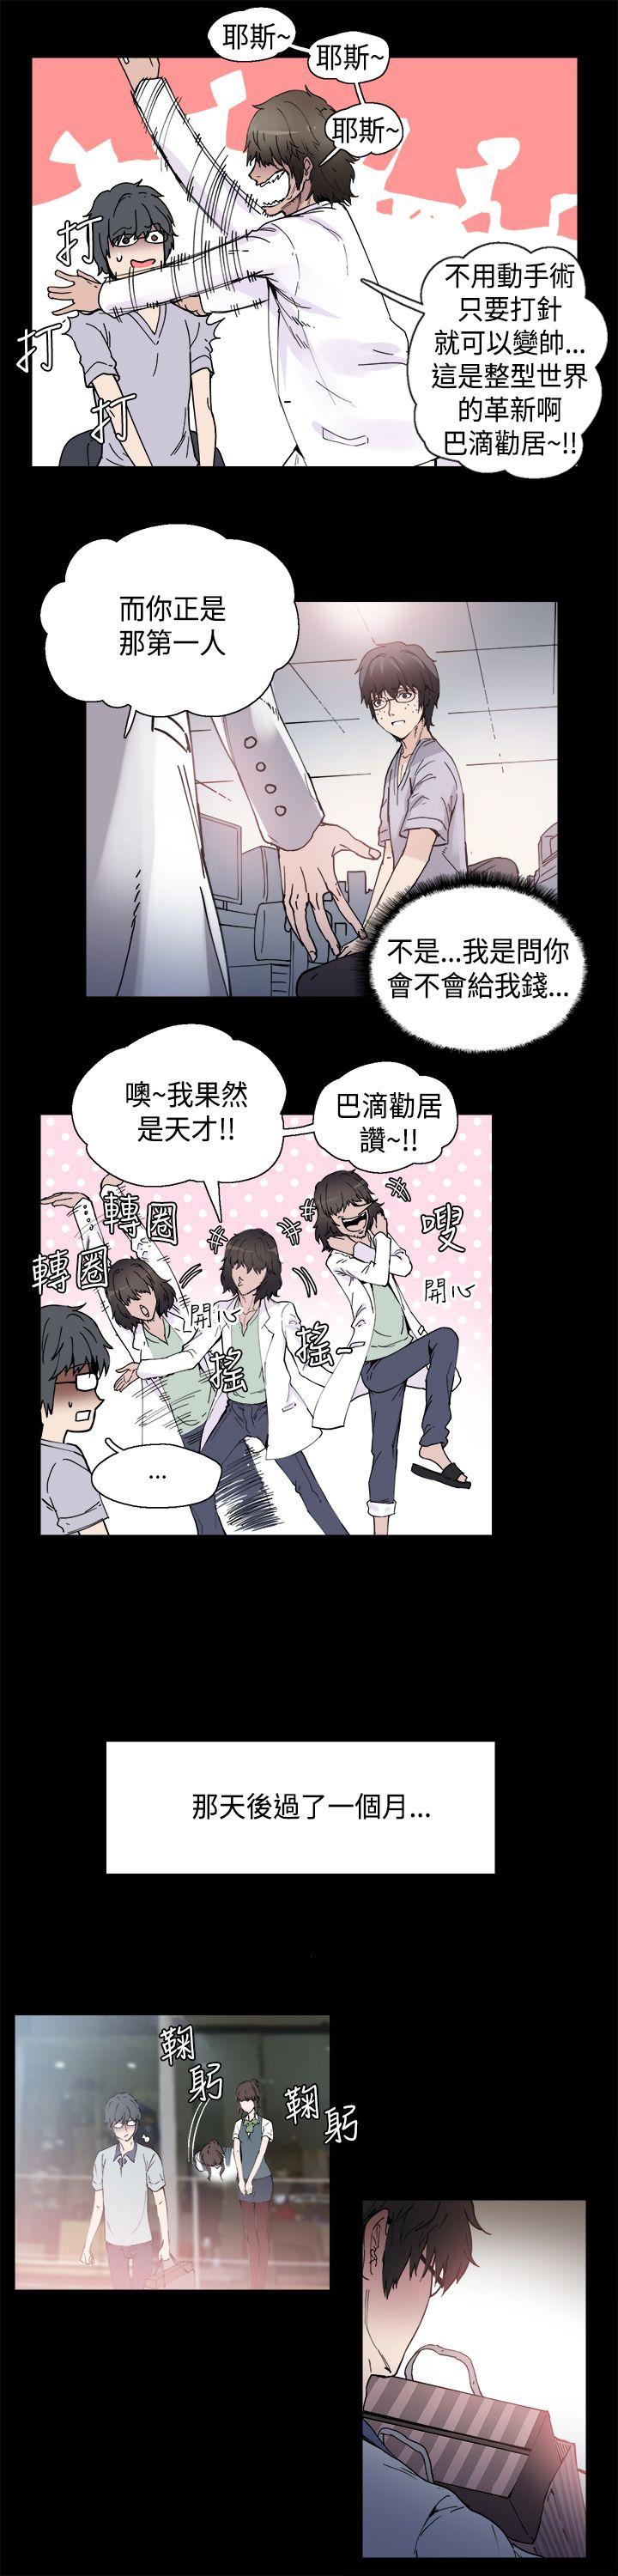 耶斯~
耶斯~
耶斯~
打
打
打
不用動手術
只要打針
就可以變帥...
這是整型世界
的革新啊
巴滴勸居~!!
而你正是
那第一人
不是...我是問你
會不會給我錢...
噢~我果然
是天才!!
巴滴勸居
讚~!!
轉圈
轉圈
開心
搖
搖~
嗖
開心
...
那天後過了一個月...
鞠躬
鞠躬